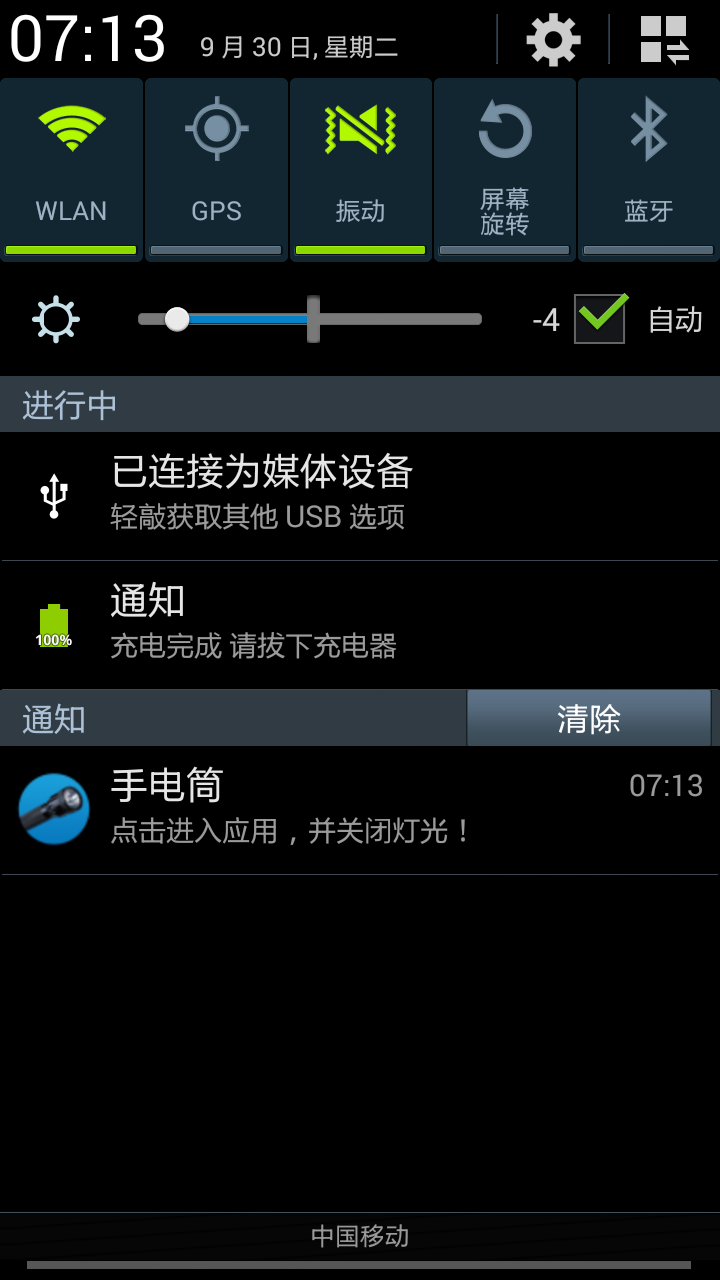 07:13
9 月 30 日, 星期二
WLAN
GPS
振动
屏幕
旋转
蓝牙
-4
自动
进行中
已连接为媒体设备
轻敲获取其他 USB 选项
100%
通知
充电完成 请拔下充电器
通知
清除
手电筒
07:13
点击进入应用，并关闭灯光！
中国移动